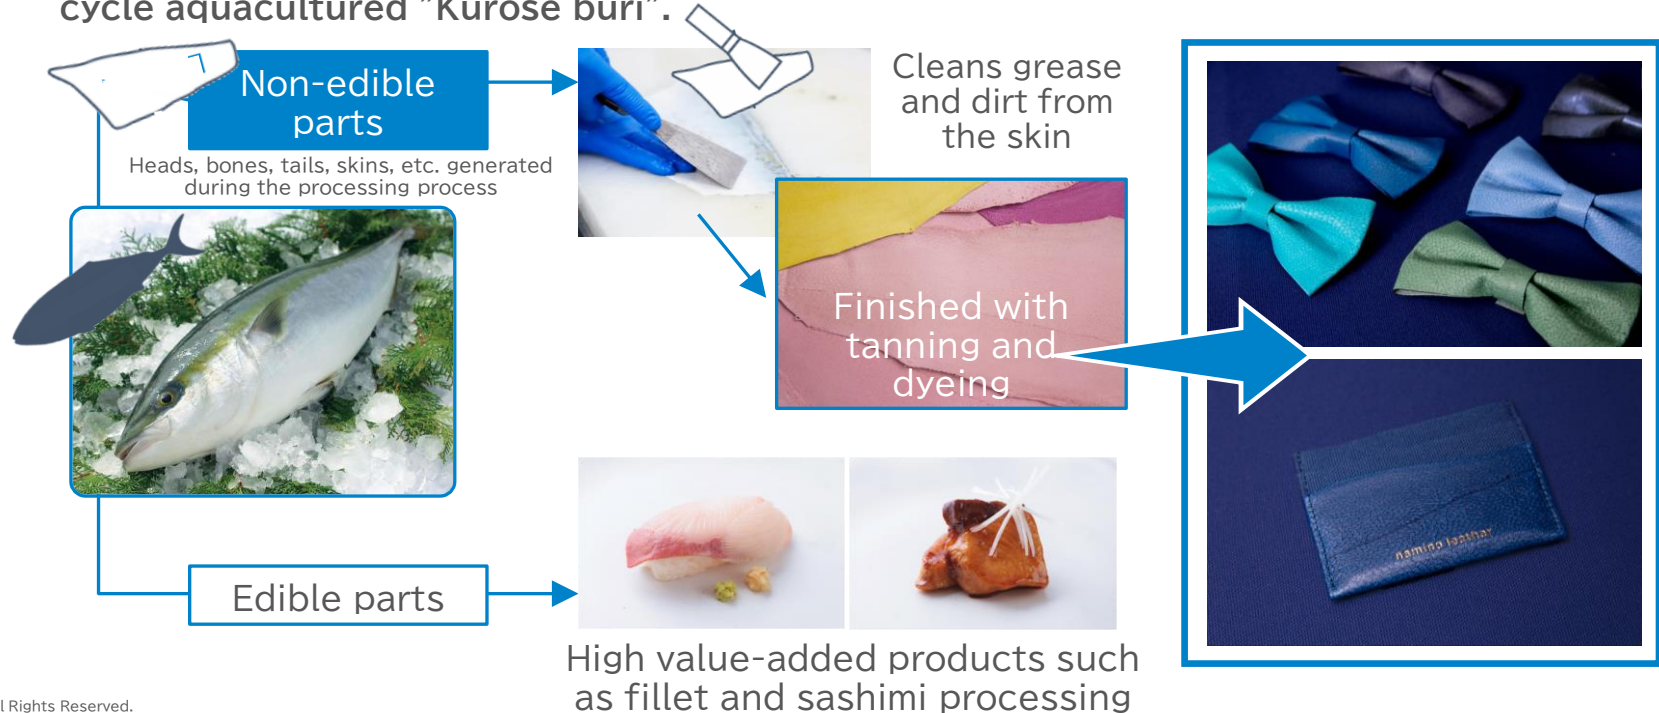 cycle aquacultured "Kurose buri".
Non-edible
parts
Heads, bones, tails, skins, etc. generated
during the processing process
Cleans grease
and dirt from
the skin
Finished with
tanning and
dyeing
namino leather
Edible parts
High value-added products such
as fillet and sashimi processing
l Rights Reserved.